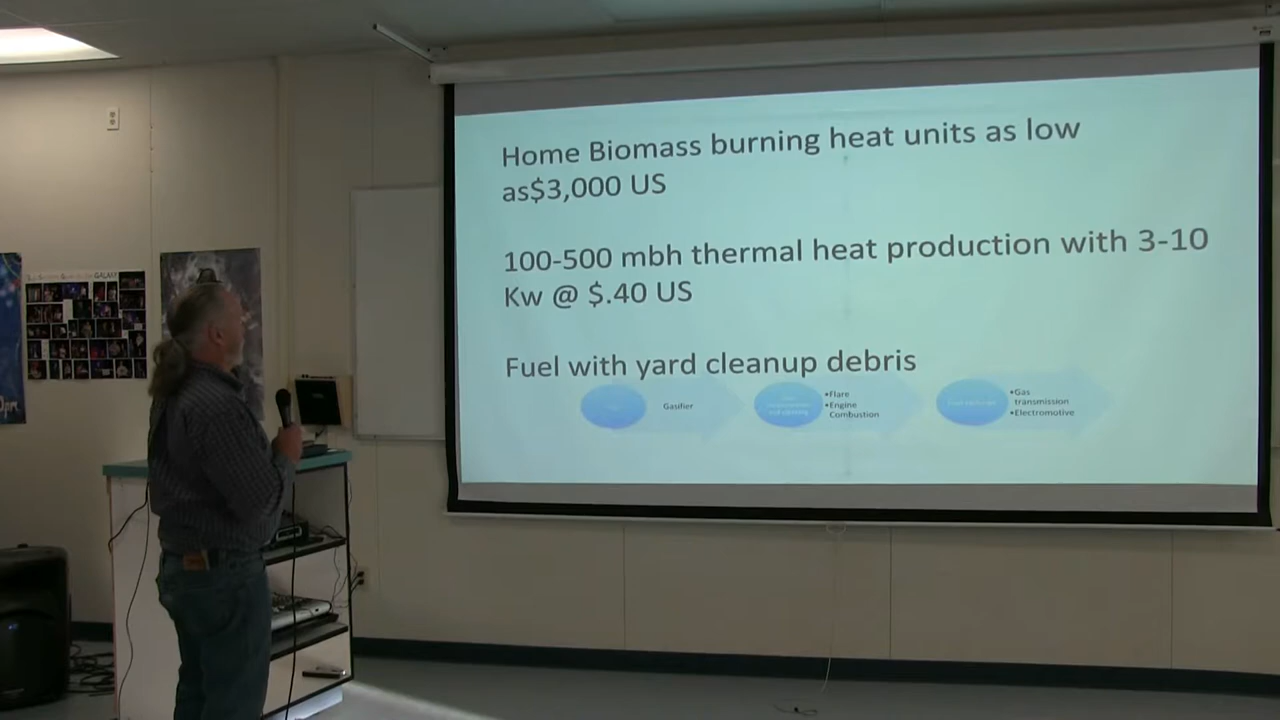 Home Biomass burning heat units as low
as$3,000 US
100-500 mbh thermal heat production with 3-10
Kw @ $.40 US
Fuel with yard cleanup debris
Gasifier
•Flare
•Engine
Combustion
•Gas
transmission
•Electromotive